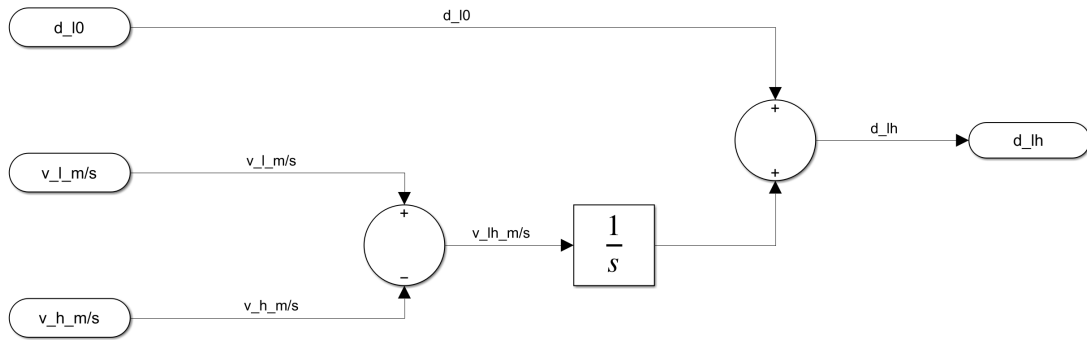 d_l0
d_l0
+
+
d_lh
d_lh
v_l_m/s
v_l_m/s
+
−
v_lh_m/s
1
s
v_h_m/s
v_h_m/s